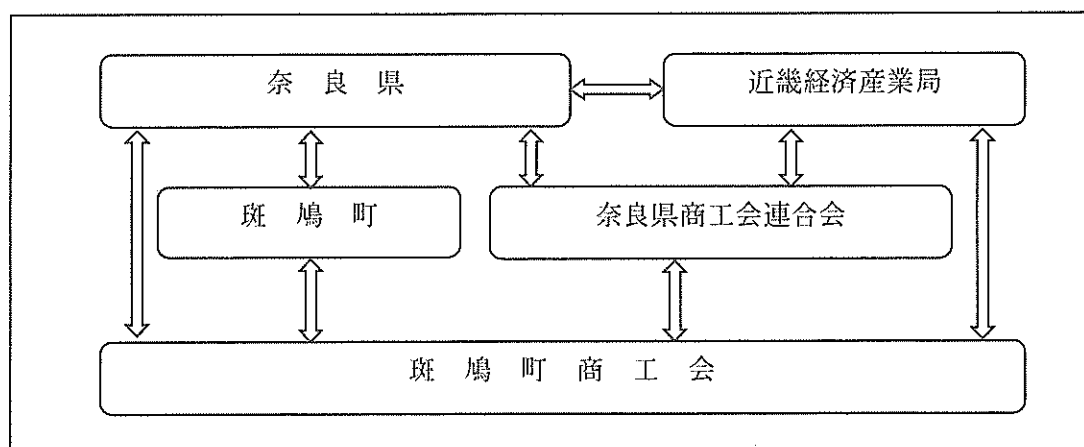 奈良県
近畿経済産業局
斑鳩町
奈良県商工会連合会
斑鳩町商工会